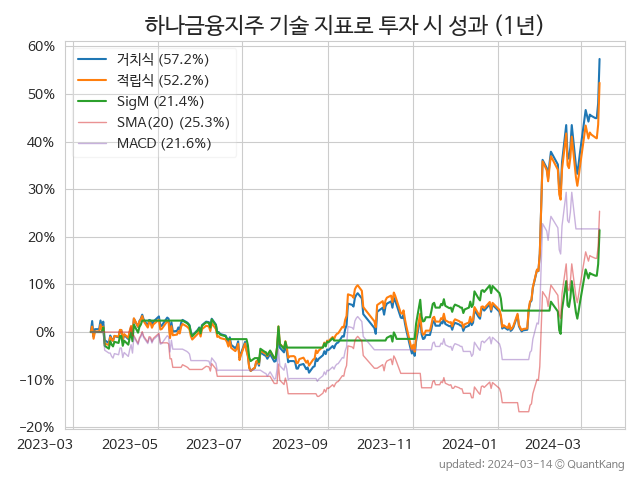 하나금융지주 기술 지표로 투자 시 성과 (1년)
60%
50%
40%
30%
20%
10%
0%
−10%
−20%
거치식 (57.2%)
적립식 (52.2%)
SigM (21.4%)
SMA(20) (25.3%)
MACD (21.6%)
2023-03 2023-05 2023-07 2023-09 2023-11 2024-01 2024-03
updated: 2024-03-14 © QuantKang